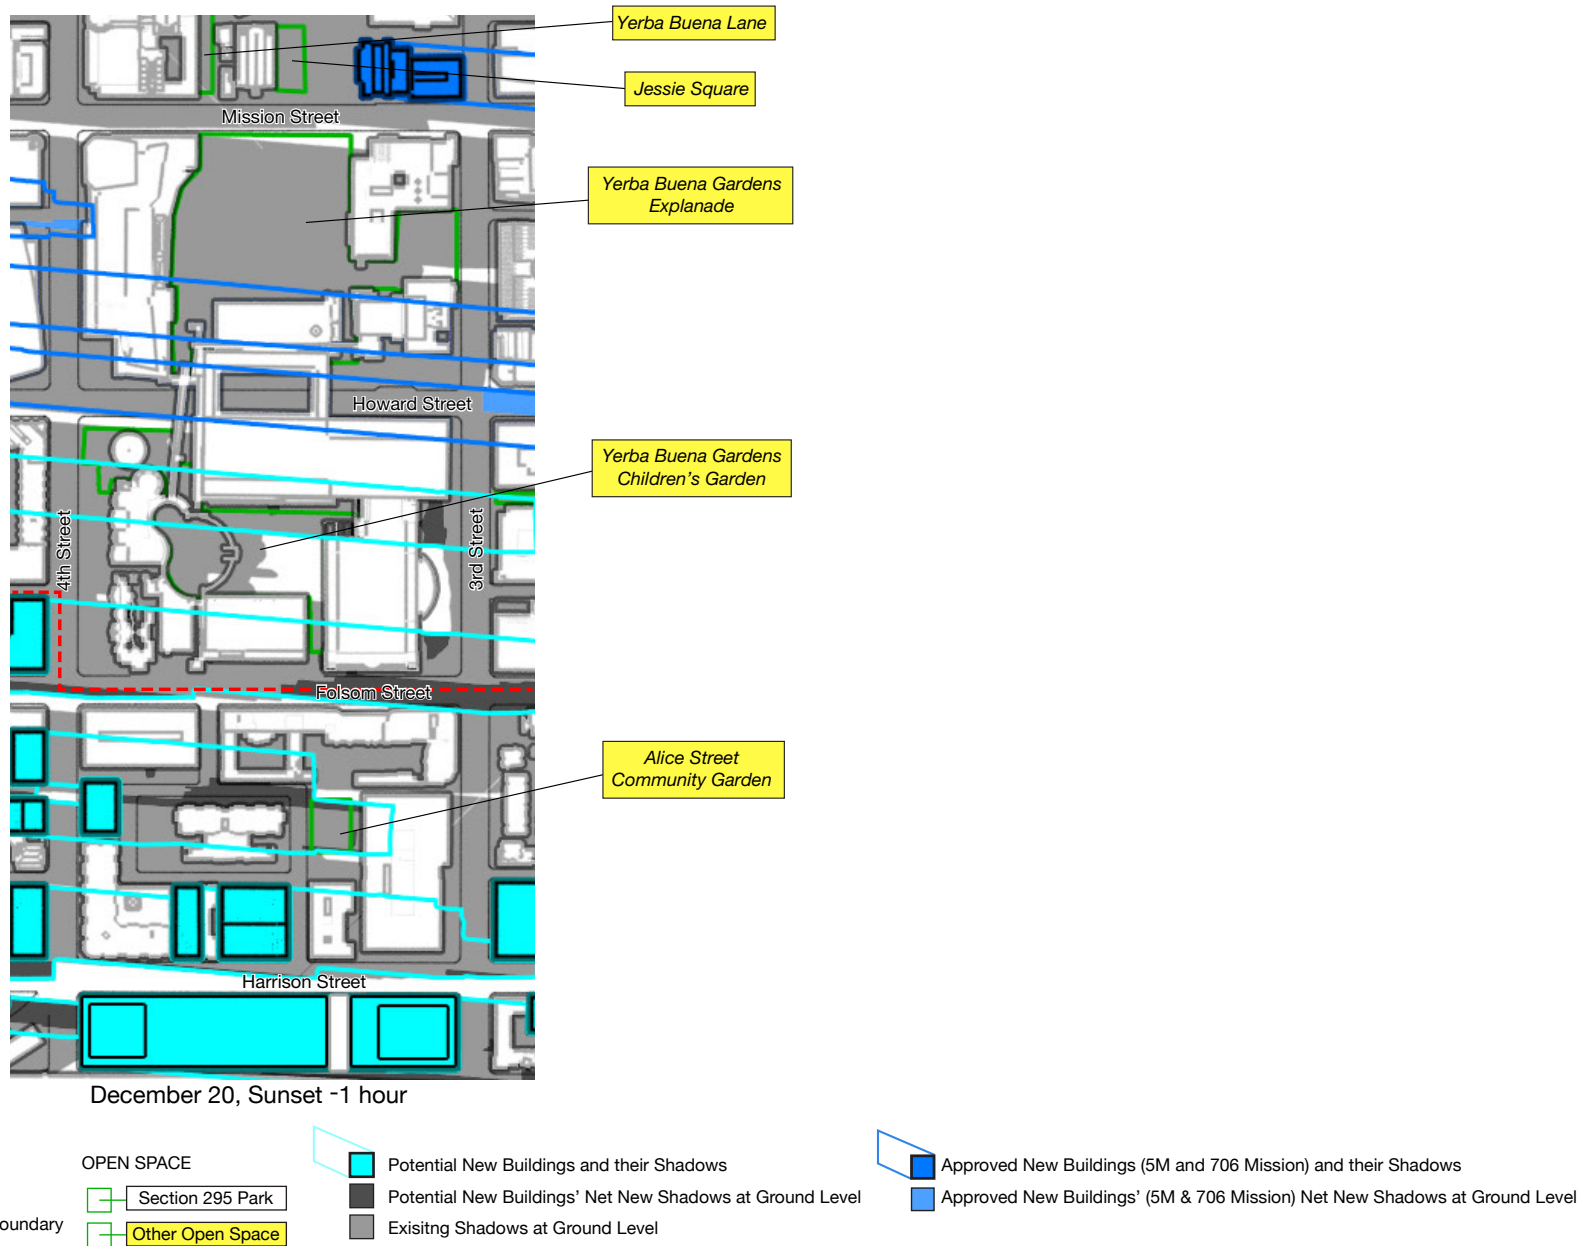 Yerba Buena Lane
Jessie Square
Mission Street
Yerba Buena Gardens
Explanade
Howard Street
Yerba Buena Gardens
Children's Garden
4th Street
3rd Street
Folsom Street
Alice Street
Community Garden
Harrison Street
December 20, Sunset -1 hour
OPEN SPACE
Section 295 Park
oundary
Other Open Space
Potential New Buildings and their Shadows
Potential New Buildings' Net New Shadows at Ground Level
Exisitng Shadows at Ground Level
Approved New Buildings (5M and 706 Mission) and their Shadows
Approved New Buildings' (5M & 706 Mission) Net New Shadows at Ground Level